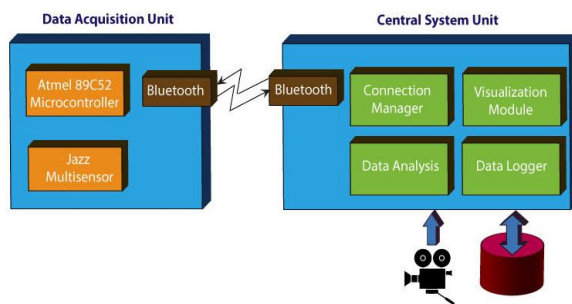 Data Acquisition Unit
Central System Unit
Atmel 89C52
Microcontroller
Bluetooth
Bluetooth
Connection
Manager
Visualization
Module
Jazz
Multisensor
Data Analysis
Data Logger